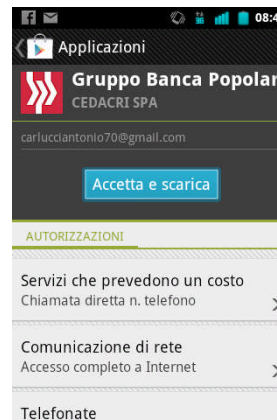 08:4
Applicazioni
Gruppo Banca Popolar
CEDACRI SPA
carlucciantonio70@gmail.com
Accetta e scarica
AUTORIZZAZIONI
Servizi che prevedono un costo
Chiamata diretta n. telefono
Comunicazione di rete
Accesso completo a Internet
Telefonate